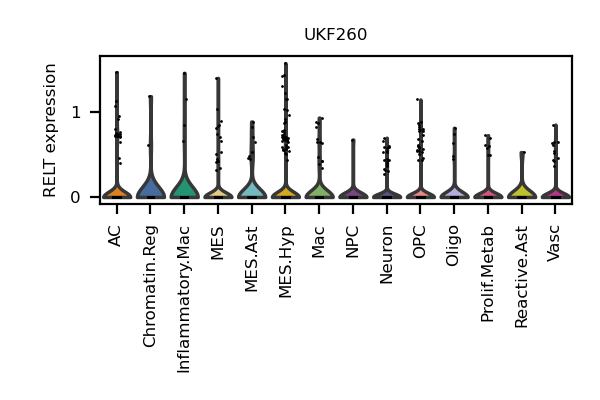 UKF260
RELT expression
1
0
AC
Chromatin.Reg
Inflammatory.Mac
MES
MES.Ast
MES.Hyp
Mac
NPC
Neuron
OPC
Oligo
Prolif.Metab
Reactive.Ast
Vasc